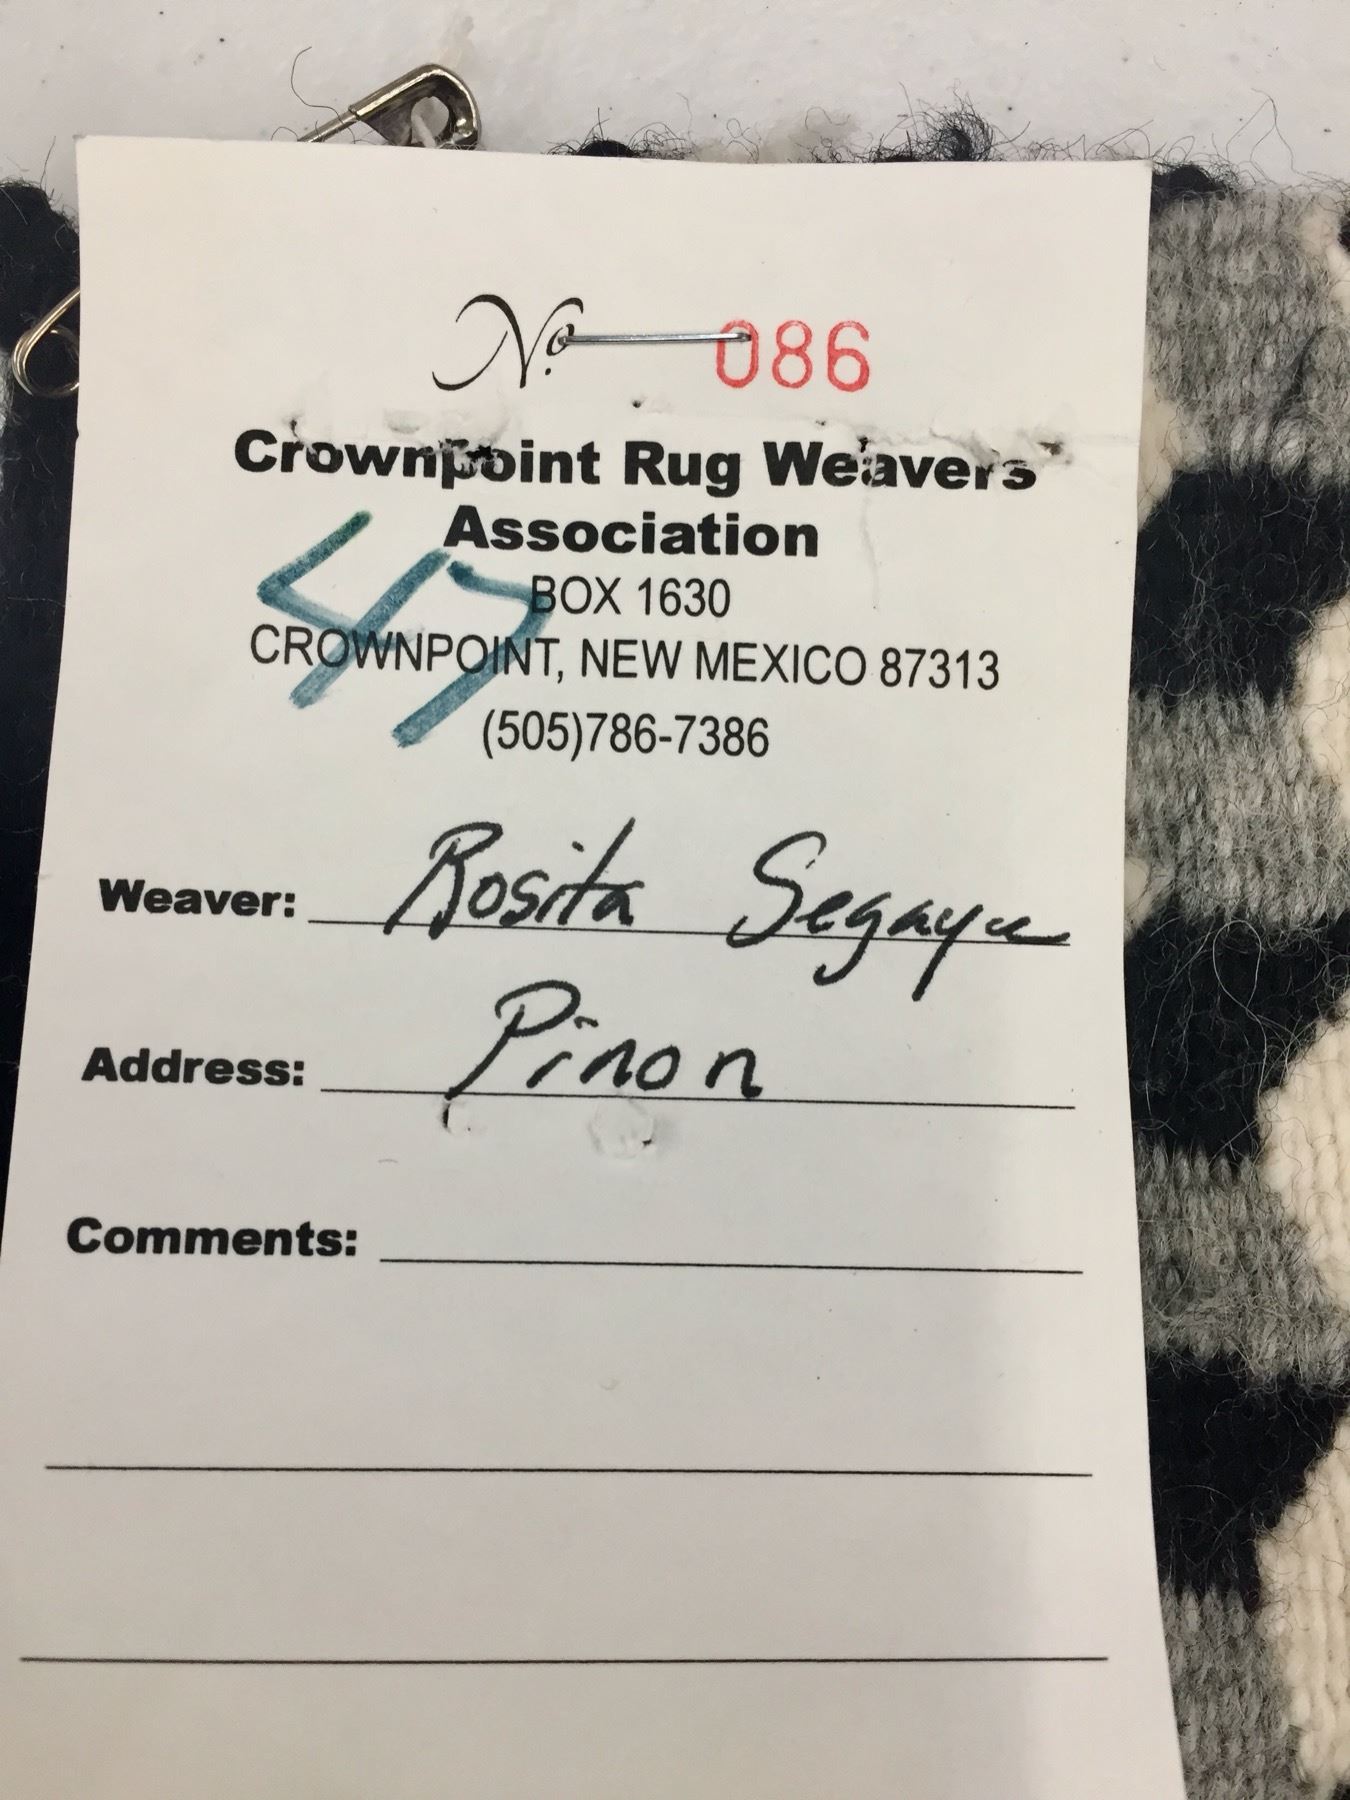 No. 086
Crownpoint Rug Weavers
Association
47
BOX 1630
CROWNPOINT, NEW MEXICO 87313
(505)786-7386
Weaver: Rosita Segaye
Address: Pinon
Comments: